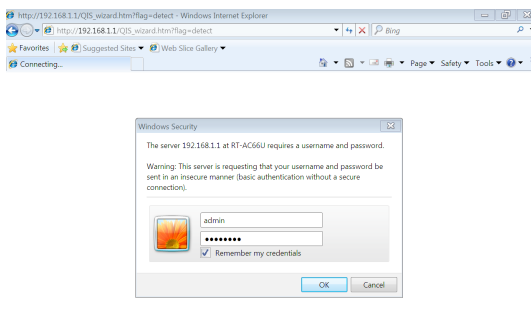 http://192.168.1.1/QIS_wizard.htm?flag=detect - Windows Internet Explorer
http://192.168.1.1/QIS_wizard.htm?flag=detect Bing
Favorites Suggested Sites Web Slice Gallery
Connecting... Page Safety Tools
Windows Security
The server 192.168.1.1 at RT-AC66U requires a username and password.
Warning: This server is requesting that your username and password be
sent in an insecure manner (basic authentication without a secure
connection).
admin
••••••••
Remember my credentials
OK Cancel